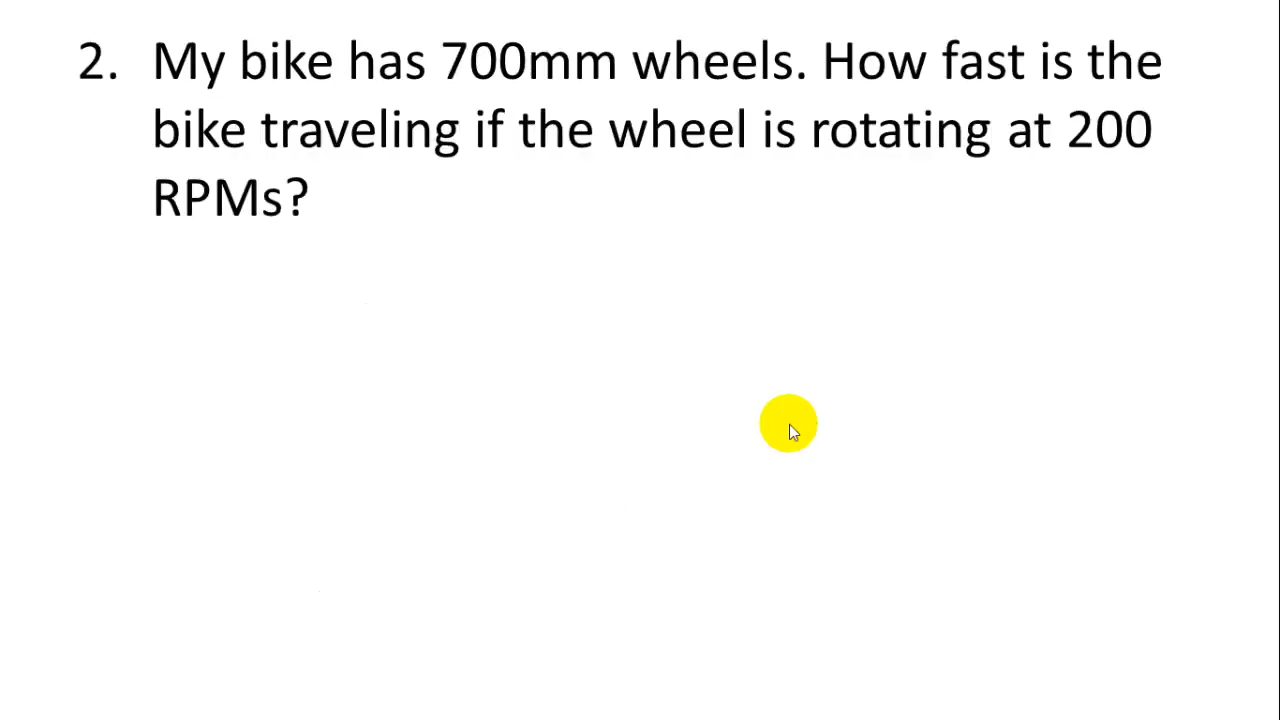 2. My bike has 700mm wheels. How fast is the
bike traveling if the wheel is rotating at 200
RPMs?